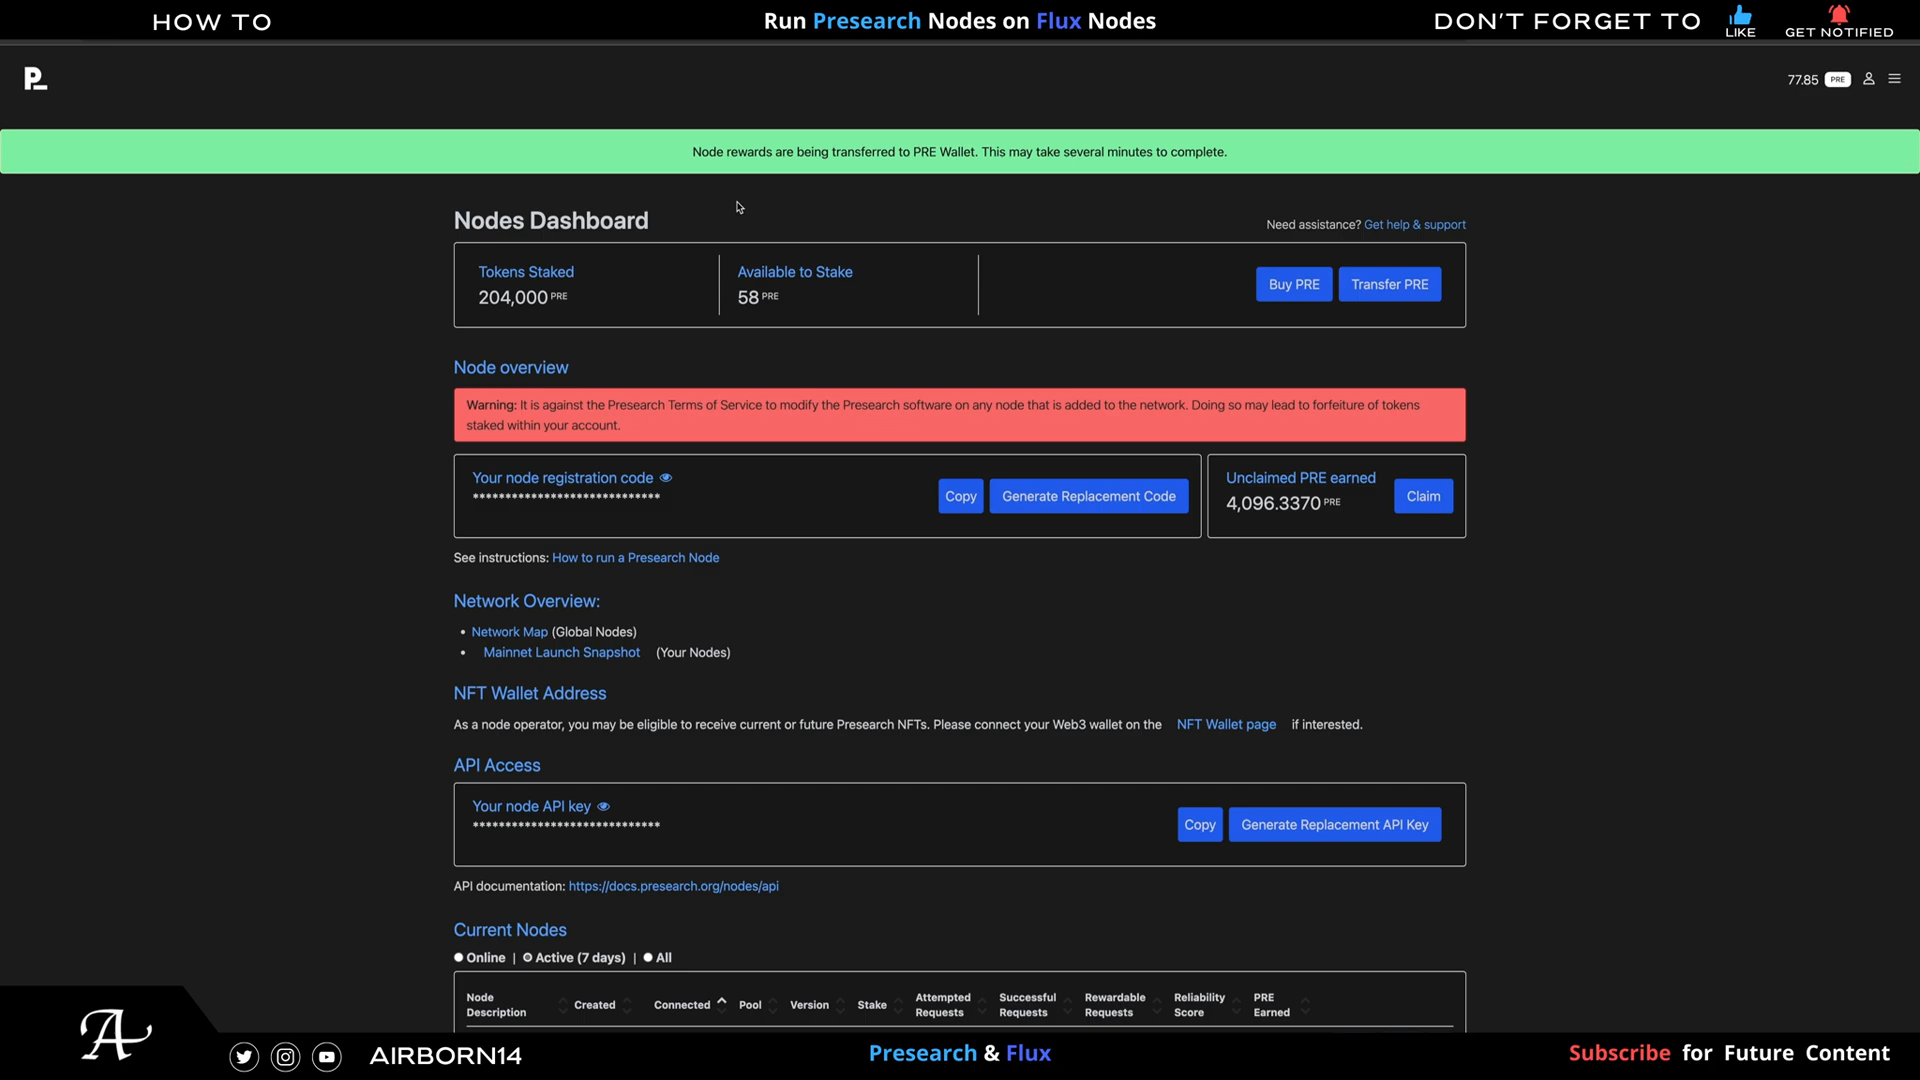 HOW TO
Run Presearch Nodes on Flux Nodes
DON'T FORGET TO
LIKE
GET NOTIFIED
P_
77.85 PRE
Node rewards are being transferred to PRE Wallet. This may take several minutes to complete.
Nodes Dashboard
Need assistance? Get help & support
Tokens Staked
204,000 PRE
Available to Stake
58 PRE
Buy PRE
Transfer PRE
Node overview
Warning: It is against the Presearch Terms of Service to modify the Presearch software on any node that is added to the network. Doing so may lead to forfeiture of tokens
staked within your account.
Your node registration code
*****************************
Copy
Generate Replacement Code
Unclaimed PRE earned
4,096.3370 PRE
Claim
See instructions: How to run a Presearch Node
Network Overview:
• Network Map (Global Nodes)
• Mainnet Launch Snapshot (Your Nodes)
NFT Wallet Address
As a node operator, you may be eligible to receive current or future Presearch NFTs. Please connect your Web3 wallet on the NFT Wallet page if interested.
API Access
Your node API key
*****************************
Copy
Generate Replacement API Key
API documentation: https://docs.presearch.org/nodes/api
Current Nodes
Online | Active (7 days) | All
Node Description
Created
Connected
Pool
Version
Stake
Attempted Requests
Successful Requests
Rewardable Requests
Reliability Score
PRE Earned
A
AIRBORN14
Presearch & Flux
Subscribe for Future Content